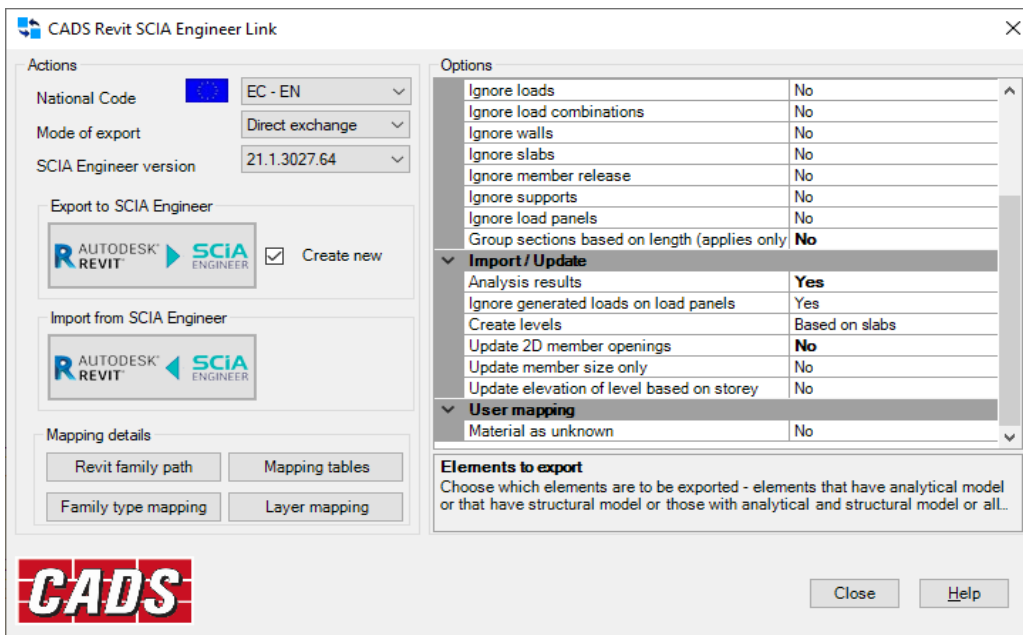 CADS Revit SCIA Engineer Link
Actions
National Code
EC - EN
Mode of export
Direct exchange
SCIA Engineer version
21.1.3027.64
Export to SCIA Engineer
AUTODESK® REVIT® SCIA ENGINEER
Create new
Import from SCIA Engineer
AUTODESK® REVIT® SCIA ENGINEER
Mapping details
Revit family path
Mapping tables
Family type mapping
Layer mapping
CADS
Options
Ignore loads No
Ignore load combinations No
Ignore walls No
Ignore slabs No
Ignore member release No
Ignore supports No
Ignore load panels No
Group sections based on length (applies only No
Import / Update
Analysis results Yes
Ignore generated loads on load panels Yes
Create levels Based on slabs
Update 2D member openings No
Update member size only No
Update elevation of level based on storey No
User mapping
Material as unknown No
Elements to export
Choose which elements are to be exported - elements that have analytical model
or that have structural model or those with analytical and structural model or all...
Close
Help